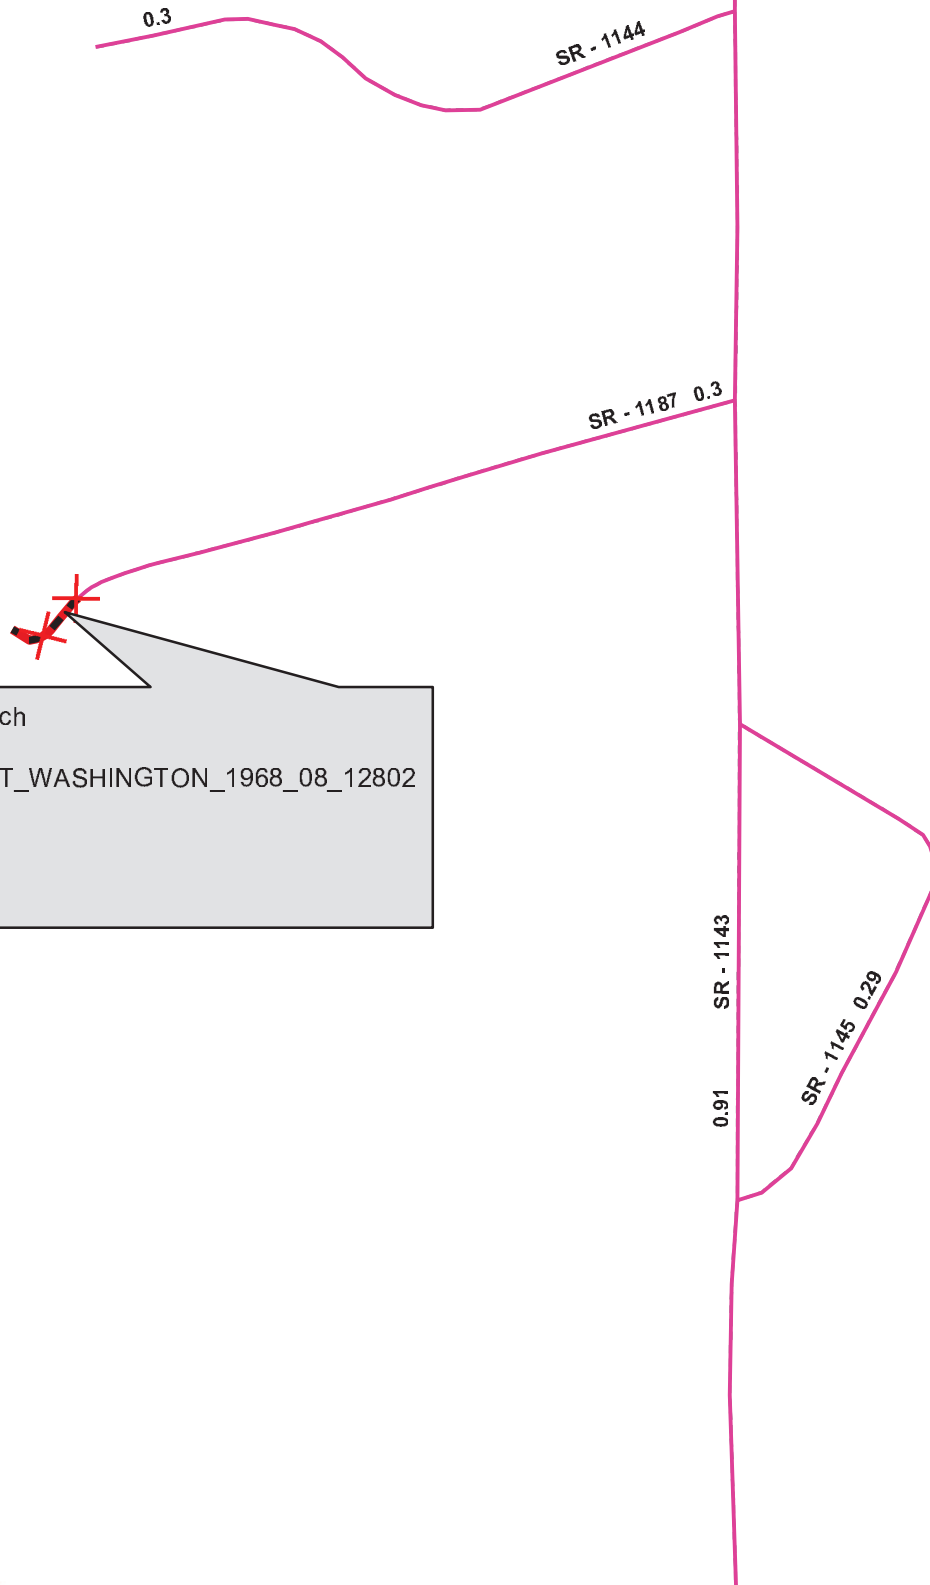 0.3
SR - 1144
SR - 1187 0.3
ch
T_WASHINGTON_1968_08_12802
SR - 1143
0.91
SR - 1145 0.29